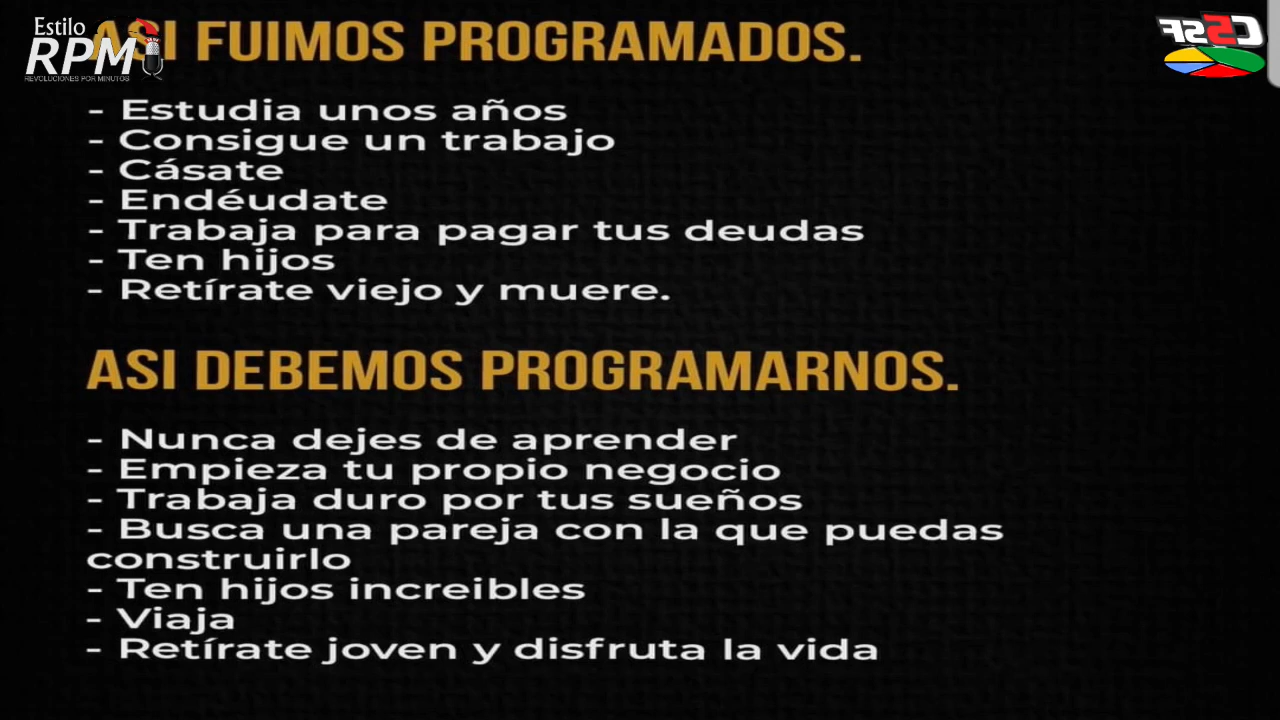 Estilo
RPM
REVOLUCIONES POR MINUTOS
CSSF
ASI FUIMOS PROGRAMADOS.
- Estudia unos años
- Consigue un trabajo
- Cásate
- Endéudate
- Trabaja para pagar tus deudas
- Ten hijos
- Retírate viejo y muere.
ASI DEBEMOS PROGRAMARNOS.
- Nunca dejes de aprender
- Empieza tu propio negocio
- Trabaja duro por tus sueños
- Busca una pareja con la que puedas
construirlo
- Ten hijos increibles
- Viaja
- Retírate joven y disfruta la vida